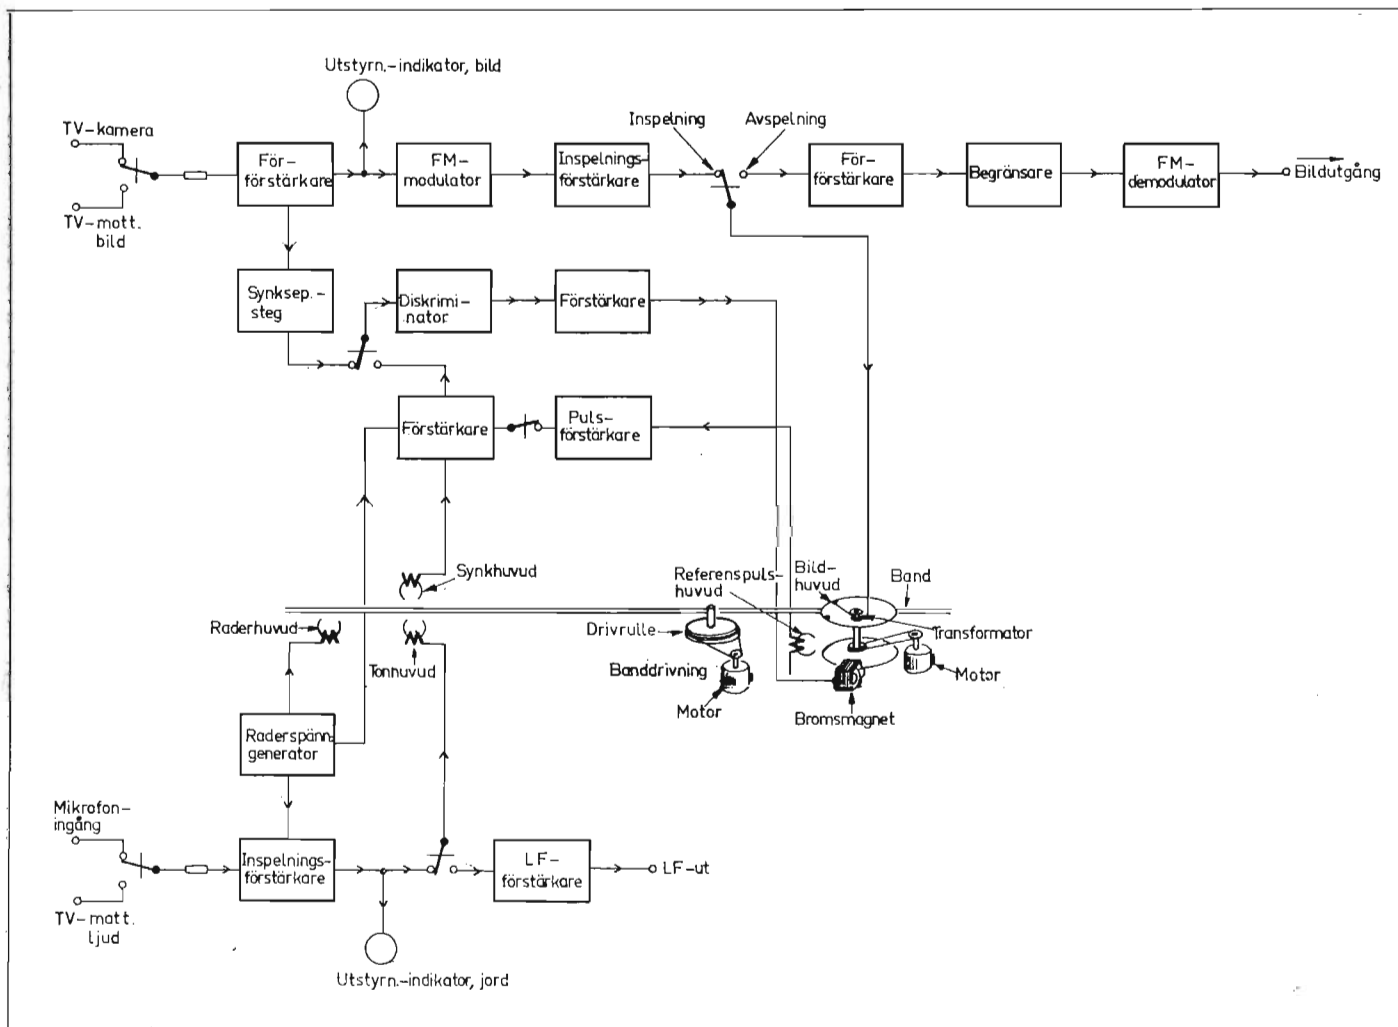 Utstyrn.-indikator, bild
TV-kamera
Inspelning
Avspelning
För-
förstärkare
FM-
modulator
Inspelnings-
förstärkare
För-
förstärkare
Begränsare
FM-
demodulator
Bildutgång
TV-mott.
bild
Synksep.-
steg
Diskrimi-
nator
Förstärkare
Förstärkare
Puls-
förstärkare
Synkhuvud
Referenspuls-
huvud
Bild-
huvud
Band
Raderhuvud
Tonhuvud
Drivrulle
Transformator
Banddrivning
Motor
Motor
Bromsmagnet
Raderspänn.
generator
Mikrofon-
ingång
Inspelnings-
förstärkare
LF-
förstärkare
LF-ut
TV-matt.
ljud
Utstyrn.-indikator, jord